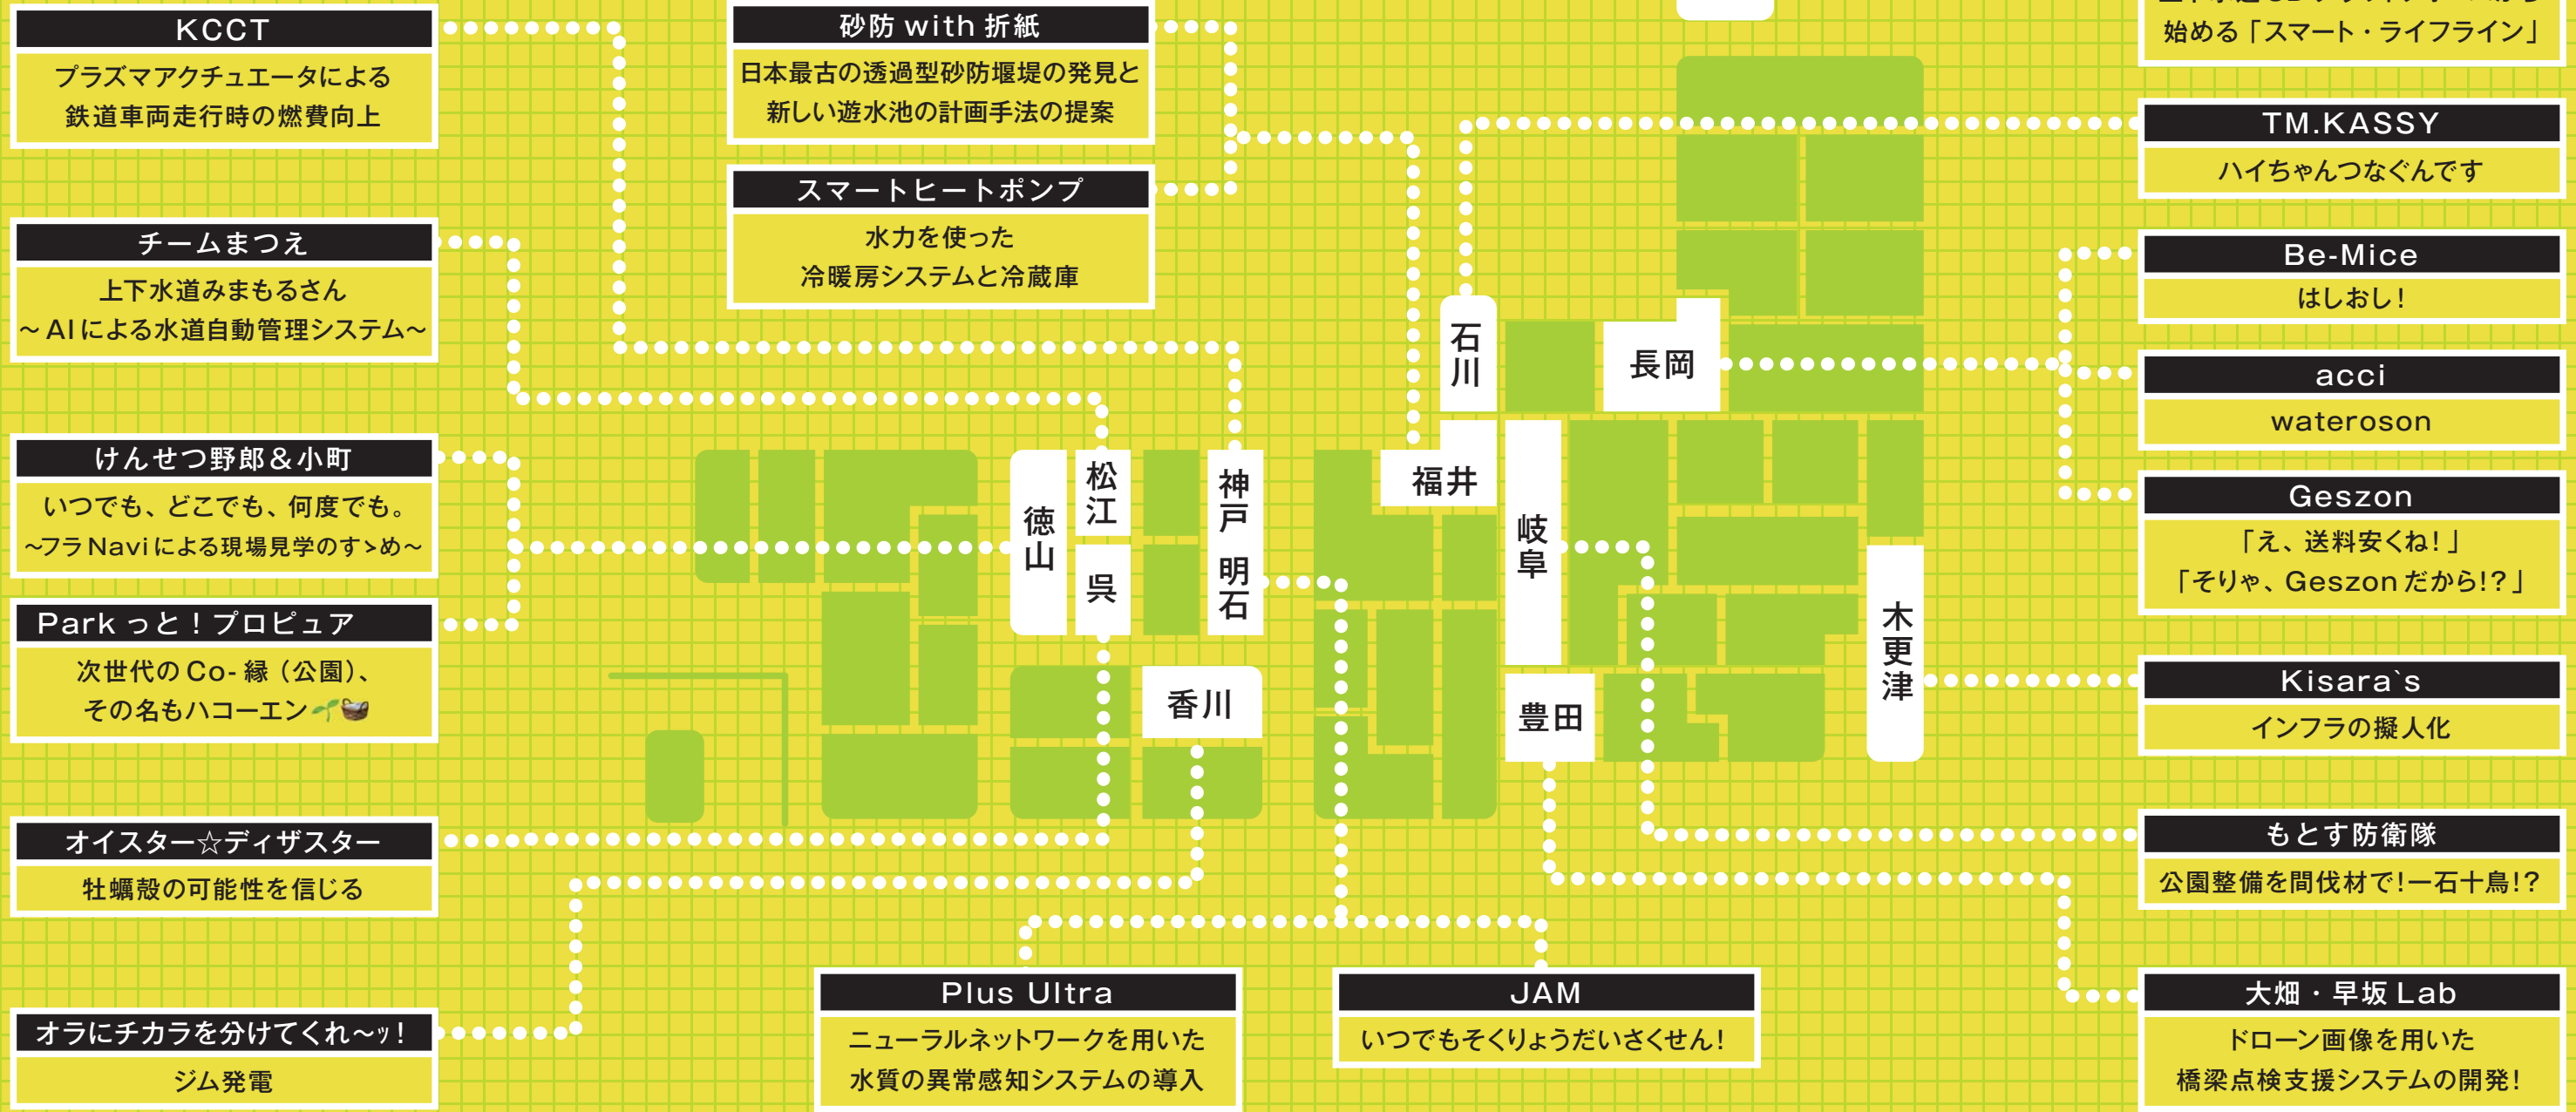 KCCT
プラズマアクチュエータによる
鉄道車両走行時の燃費向上
チームまつえ
上下水道みまもるさん
～AIによる水道自動管理システム～
けんせつ野郎＆小町
いつでも、どこでも、何度でも。
～フラNaviによる現場見学のすゝめ～
Parkっと！プロピュア
次世代のCo-縁（公園）、
その名もハコーエン🌱🧺
オイスター☆ディザスター
牡蠣殻の可能性を信じる
オラにチカラを分けてくれ～ッ！
ジム発電
砂防with折紙
日本最古の透過型砂防堰堤の発見と
新しい遊水池の計画手法の提案
スマートヒートポンプ
水力を使った
冷暖房システムと冷蔵庫
石川
長岡
福井
岐阜
豊田
木更津
徳山
松江
呉
神戸
明石
香川
Plus Ultra
ニューラルネットワークを用いた
水質の異常感知システムの導入
JAM
いつでもそくりょうだいさくせん！
始める「スマート・ライフライン」
TM.KASSY
ハイちゃんつなぐんです
Be-Mice
はしおし！
acci
wateroson
Geszon
「え、送料安くね！」
「そりゃ、Geszonだから!?」
Kisara`s
インフラの擬人化
もとす防衛隊
公園整備を間伐材で！一石十鳥!?
大畑・早坂Lab
ドローン画像を用いた
橋梁点検支援システムの開発！